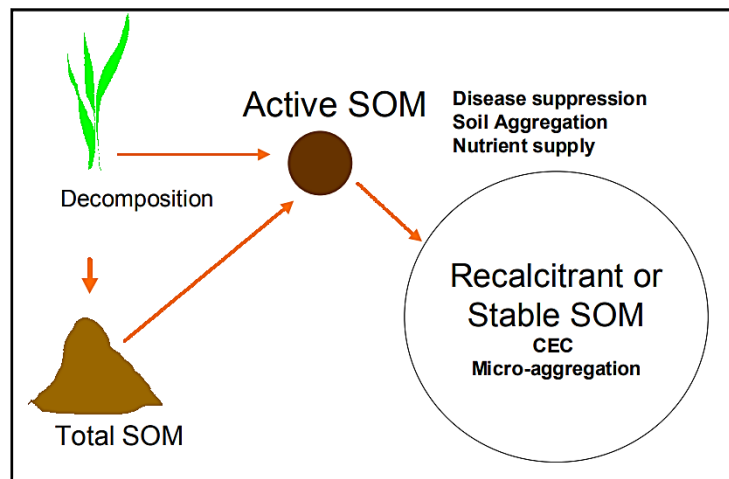 Active SOM
Disease suppression
Soil Aggregation
Nutrient supply
Decomposition
Recalcitrant or
Stable SOM
CEC
Micro-aggregation
Total SOM